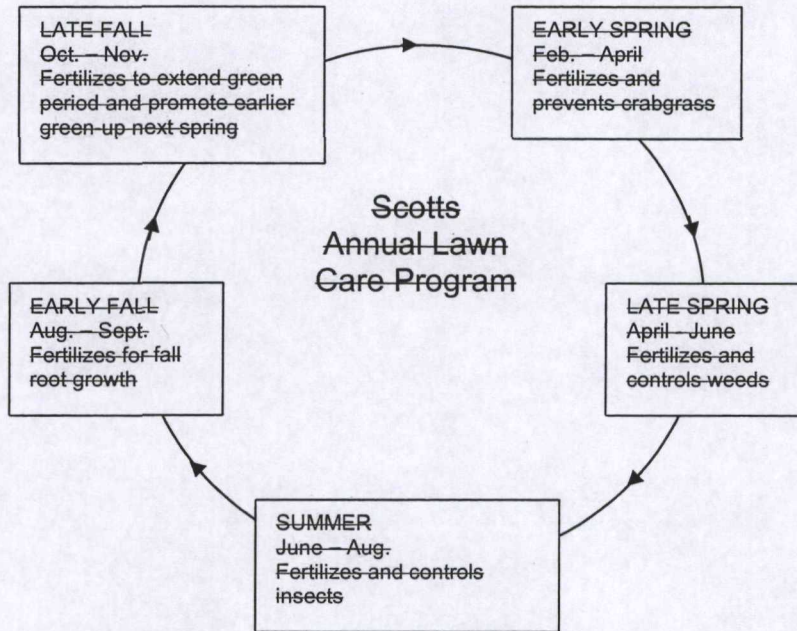 LATE FALL
Oct. – Nov.
Fertilizes to extend green
period and promote earlier
green-up next spring
EARLY SPRING
Feb. – April
Fertilizes and
prevents crabgrass
Scotts
Annual Lawn
Care Program
EARLY FALL
Aug. – Sept.
Fertilizes for fall
root growth
LATE SPRING
April - June
Fertilizes and
controls weeds
SUMMER
June – Aug.
Fertilizes and controls
insects